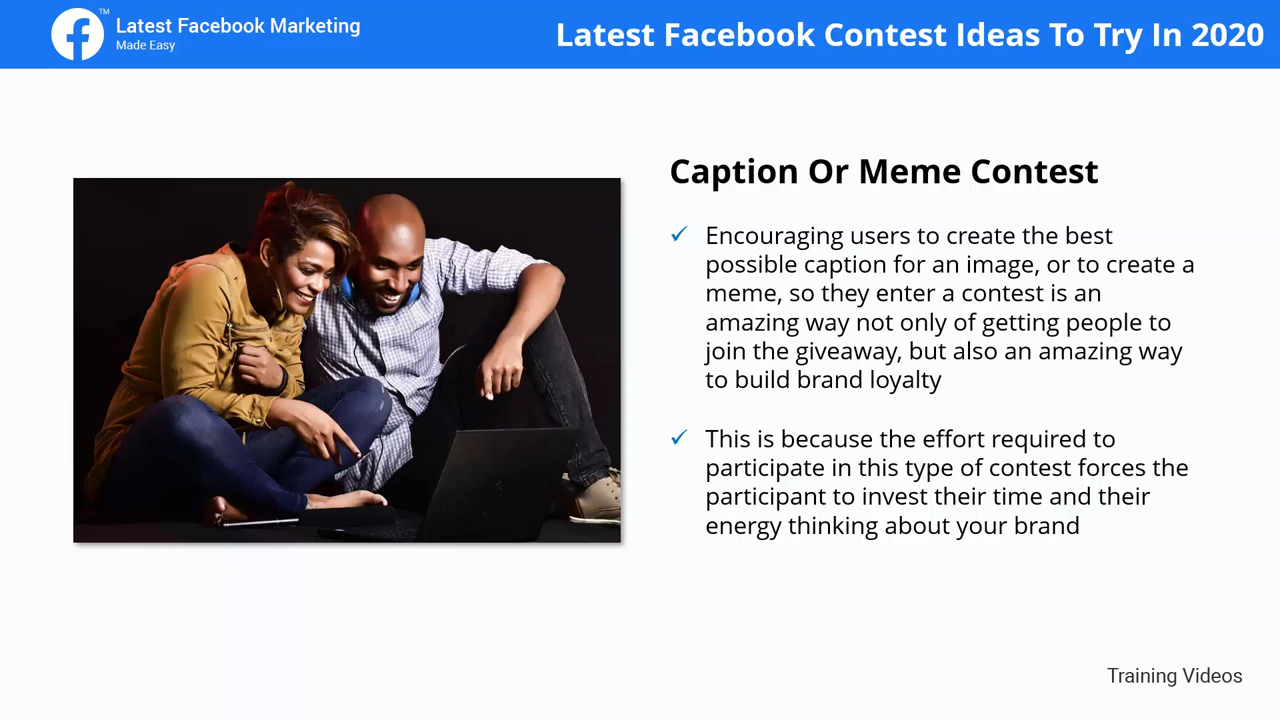 Latest Facebook Marketing
TM
Made Easy
Latest Facebook Contest Ideas To Try In 2020
Caption Or Meme Contest
Encouraging users to create the best
possible caption for an image, or to create a
meme, so they enter a contest is an
amazing way not only of getting people to
join the giveaway, but also an amazing way
to build brand loyalty
This is because the effort required to
participate in this type of contest forces the
participant to invest their time and their
energy thinking about your brand
Training Videos